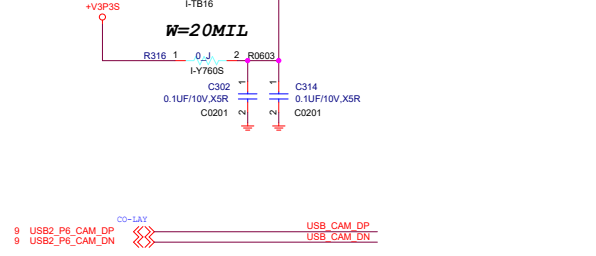 I-TB16
+V3P3S
W=20MIL
R316 1 0_J 2 R0603
I-Y760S
C302 1 1 C314
0.1UF/10V,X5R 0.1UF/10V,X5R
C0201 2 2 C0201
CO-LAY
9 USB2_P6_CAM_DP USB_CAM_DP
9 USB2_P6_CAM_DN USB_CAM_DN